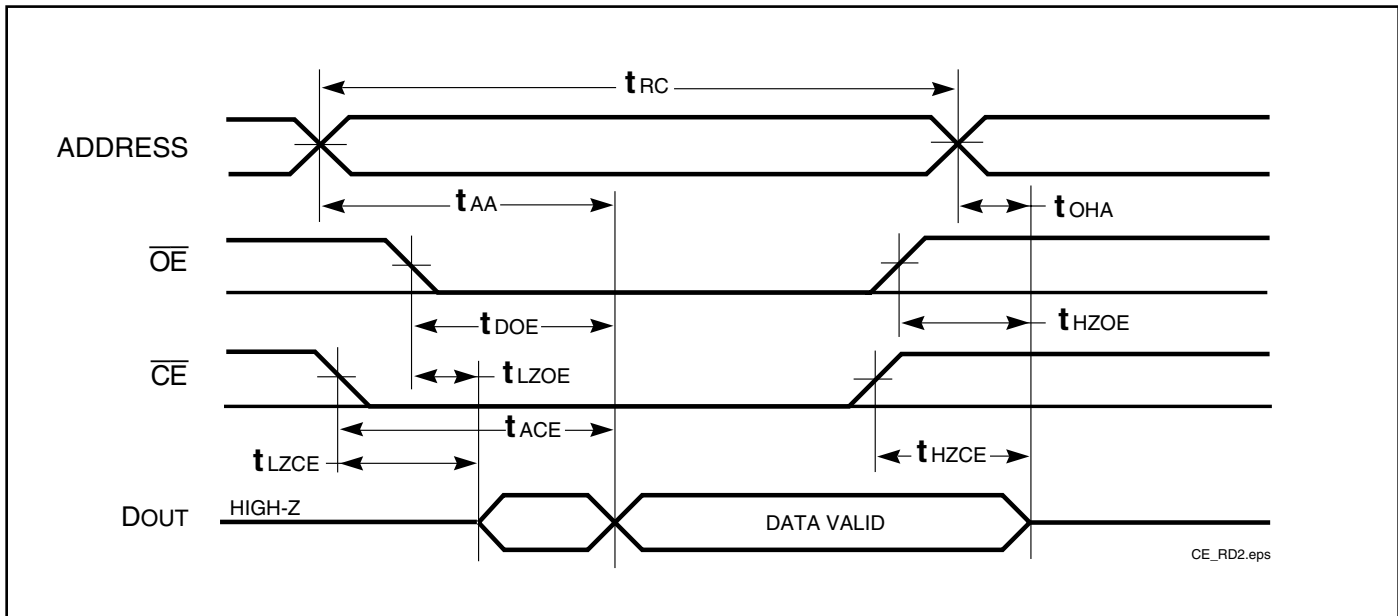 tRC
ADDRESS
tAA
tOHA
OE
tDOE
tHZOE
CE
tLZOE
tACE
tLZCE
tHZCE
DOUT
HIGH-Z
DATA VALID
CE_RD2.eps